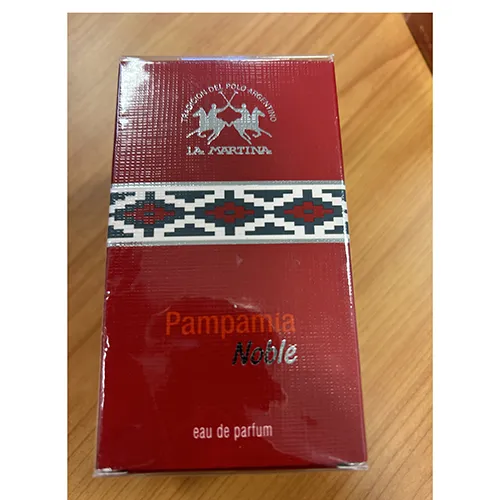 TRADICION DEL POLO ARGENTINO
LA MARTINA
Pampamia
Noble
eau de parfum